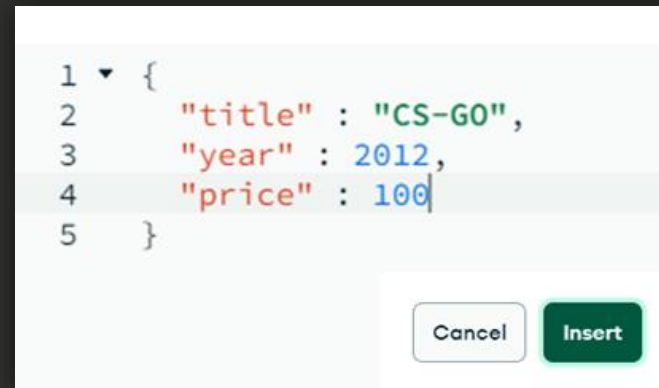 1 {
2 "title" : "CS-GO",
3 "year" : 2012,
4 "price" : 100
5 }
Cancel Insert